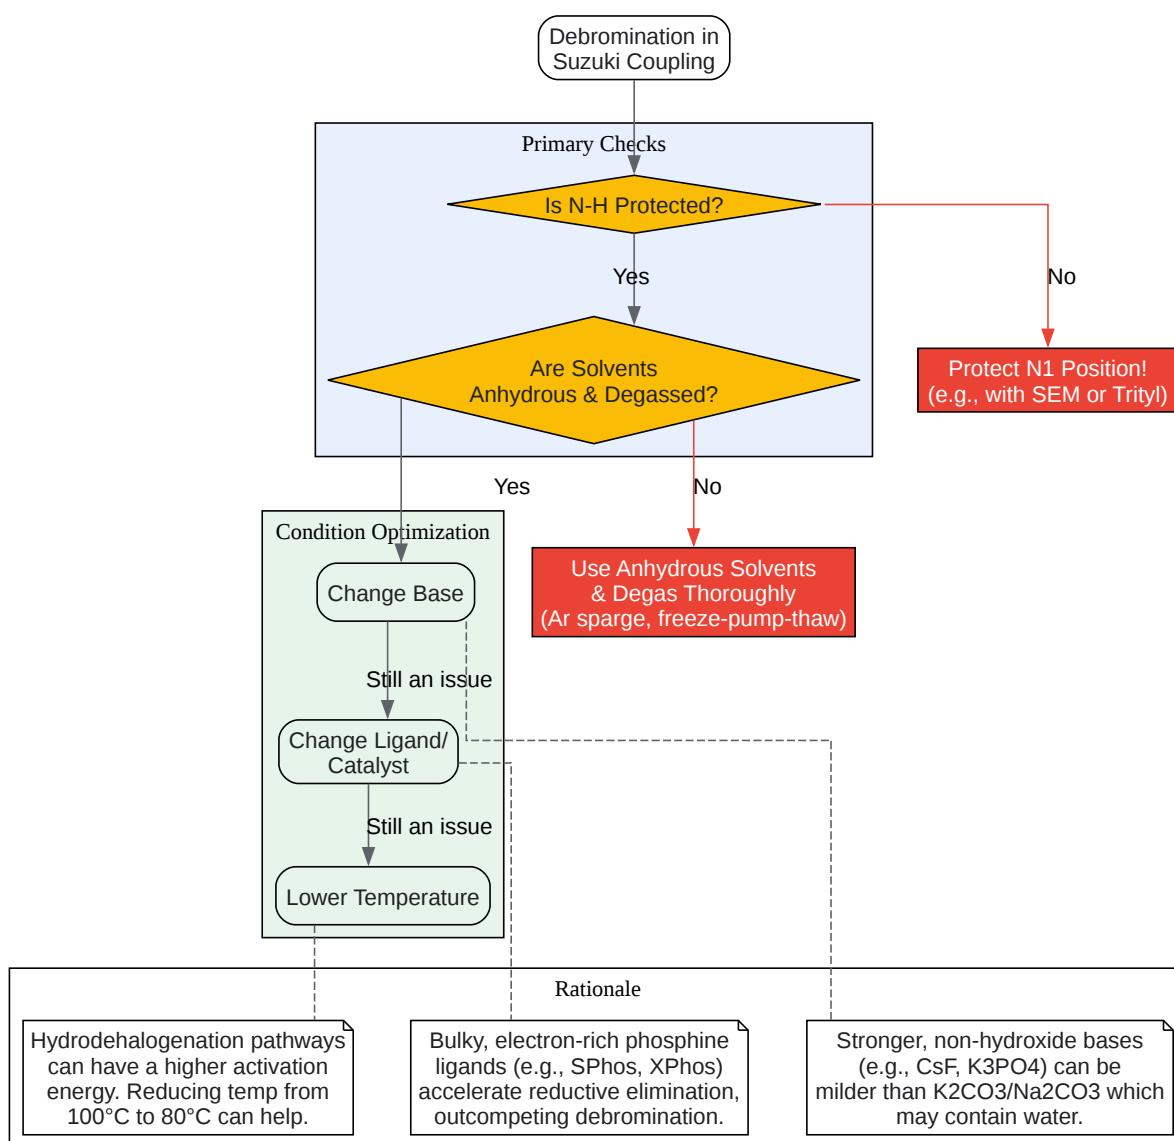 Debromination in
Suzuki Coupling
Primary Checks
Is N-H Protected?
Yes
No
Are Solvents
Anhydrous & Degassed?
Protect N1 Position!
(e.g., with SEM or Trityl)
Yes
No
Condition Optimization
Change Base
Use Anhydrous Solvents
& Degas Thoroughly
(Ar sparge, freeze-pump-thaw)
Still an issue
Change Ligand/
Catalyst
Still an issue
Lower Temperature
Rationale
Hydrodehalogenation pathways
can have a higher activation
energy. Reducing temp from
100°C to 80°C can help.
Bulky, electron-rich phosphine
ligands (e.g., SPhos, XPhos)
accelerate reductive elimination,
outcompeting debromination.
Stronger, non-hydroxide bases
(e.g., CsF, K3PO4) can be
milder than K2CO3/Na2CO3 which
may contain water.